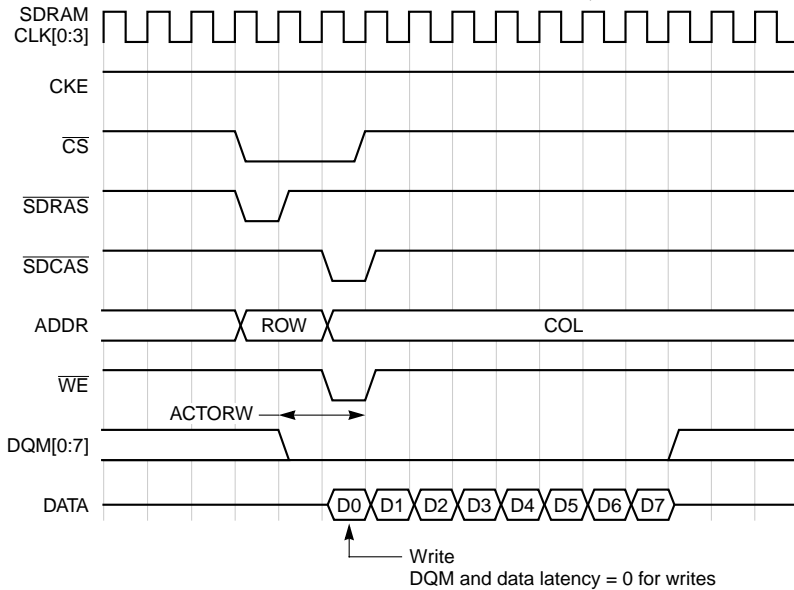 SDRAM
CLK[0:3]
CKE
CS
SDRAS
SDCAS
ADDR ROW COL
WE
ACTORW
DQM[0:7]
DATA D0 D1 D2 D3 D4 D5 D6 D7
Write
DQM and data latency = 0 for writes